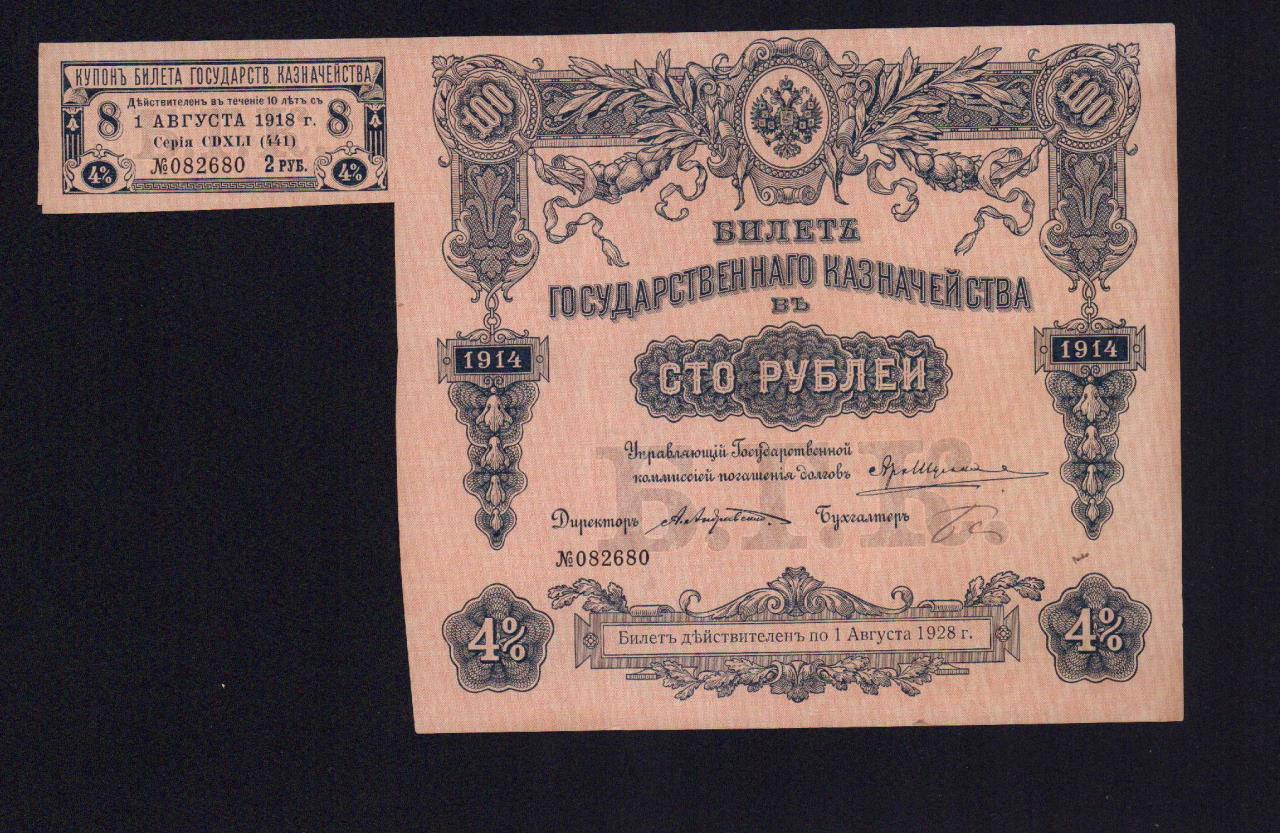 КУПОНЪ БИЛЕТА ГОСУДАРСТВ. КАЗНАЧЕЙСТВА
Дѣйствителенъ въ теченіе 10 лѣтъ съ
8 1 АВГУСТА 1918 г. 8
Серія CDXLI (441)
№082680 2 РУБ.
4% 4%
100 100
БИЛЕТЪ
ГОСУДАРСТВЕННАГО КАЗНАЧЕЙСТВА
ВЪ
1914 1914
СТО РУБЛЕЙ
Управляющій Государственной
коммиссіей погашенія долговъ
Директоръ Бухгалтеръ
Б.Г.К.
№082680
4% 4%
Билетъ дѣйствителенъ по 1 Августа 1928 г.